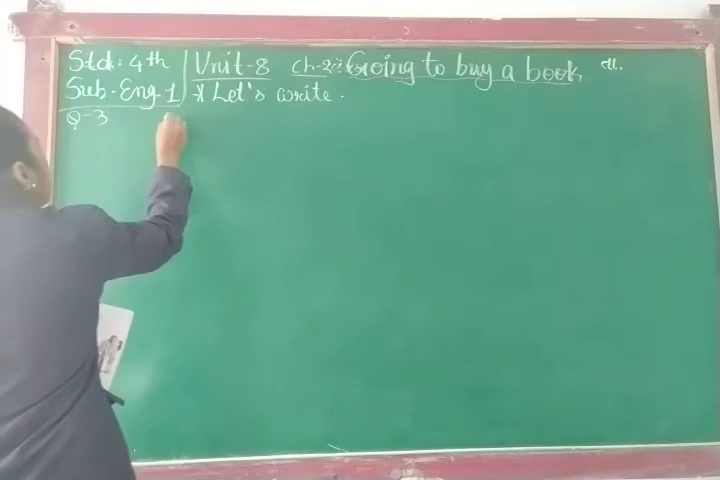 Std: 4th Unit-8 Ch-2: Going to buy a book
Sub. Eng-1 * Let's write.
Q-3